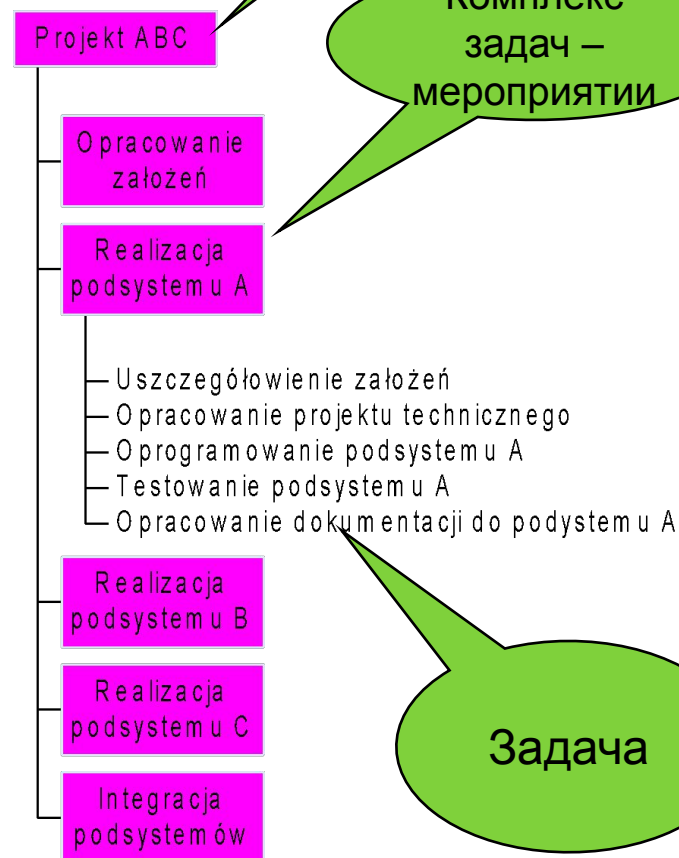 Комплекс
задач –
мероприятии
Projekt ABC
Opracowanie
założeń
Realizacja
podsystemu A
Uszczegółowienie założeń
Opracowanie projektu technicznego
Oprogramowanie podsystemu A
Testowanie podsystemu A
Opracowanie dokumentacji do podystemu A
Realizacja
podsystemu B
Realizacja
podsystemu C
Задача
Integracja
podsystemów